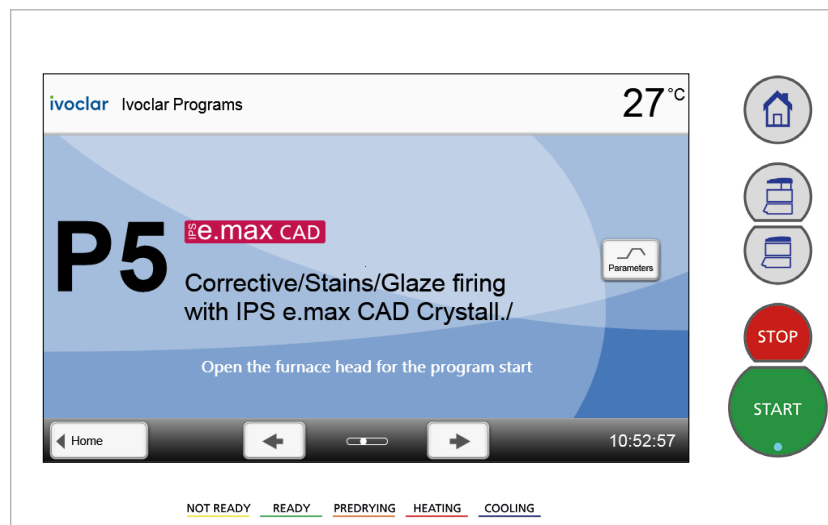 ivoclar Ivoclar Programs
27°C
P5
IPS e.max CAD
Corrective/Stains/Glaze firing
with IPS e.max CAD Crystall./
Parameters
Open the furnace head for the program start
Home
10:52:57
STOP
START
NOT READY READY PREDRYING HEATING COOLING